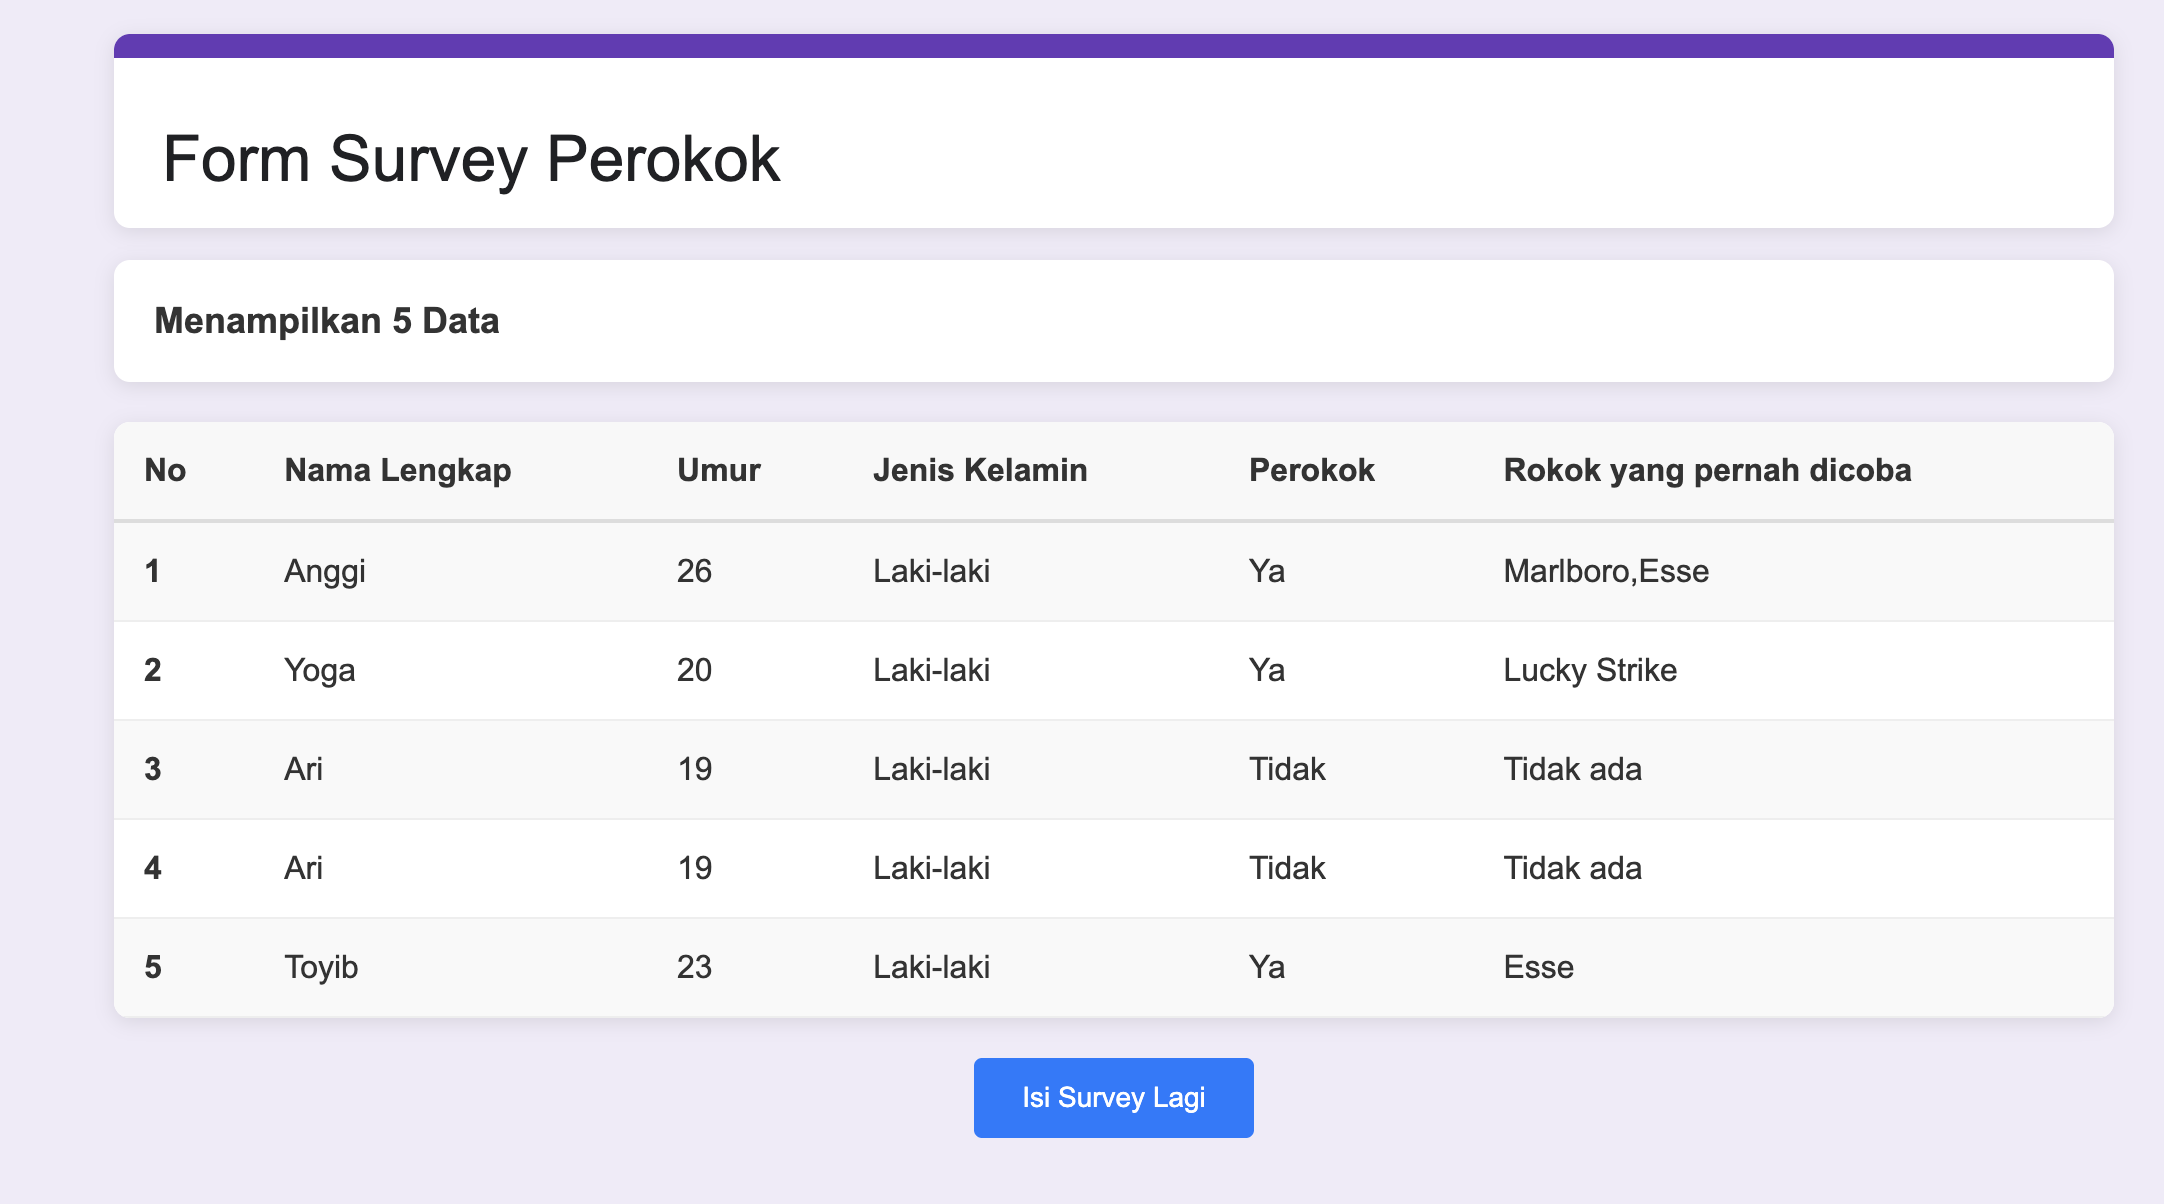 Form Survey Perokok
Menampilkan 5 Data
No Nama Lengkap Umur Jenis Kelamin Perokok Rokok yang pernah dicoba
1 Anggi 26 Laki-laki Ya Marlboro,Esse
2 Yoga 20 Laki-laki Ya Lucky Strike
3 Ari 19 Laki-laki Tidak Tidak ada
4 Ari 19 Laki-laki Tidak Tidak ada
5 Toyib 23 Laki-laki Ya Esse
Isi Survey Lagi